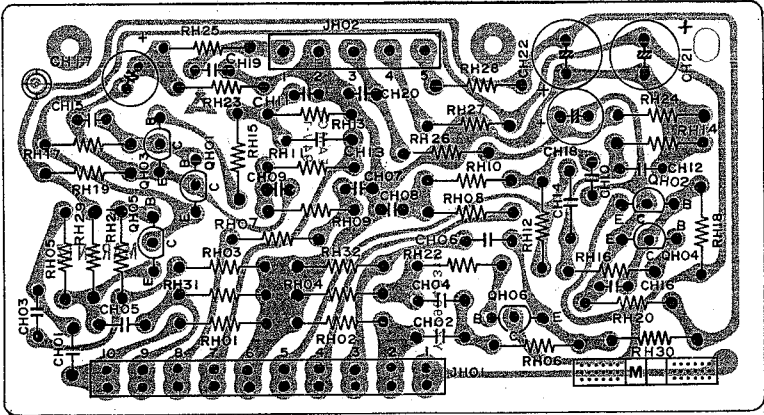 RH25
JH02
CH17
CH19
1 2 3 4 5
RH28
CH22
CH21
RH23
CH11
CH20
RH27
RH24
CH15
RH15
RH13
RH26
CH18
RH14
RH17
QH03
QH01
RH11
CH13
RH10
CH12
RH19
CH09
CH07
CH14
CH10
QH02
B
E
C
RH29
RH21
QH05
RH07
RH09
CH08
RH08
RH12
RH18
RH05
CH06
QH04
RH03
RH32
RH22
RH16
RH31
RH04
CH04
QH06
CH16
CH03
CH05
RH01
RH02
CH02
B
C
E
RH20
CH01
RH06
RH30
10 9 8 7 6 5 4 3 2 1
JH01
M